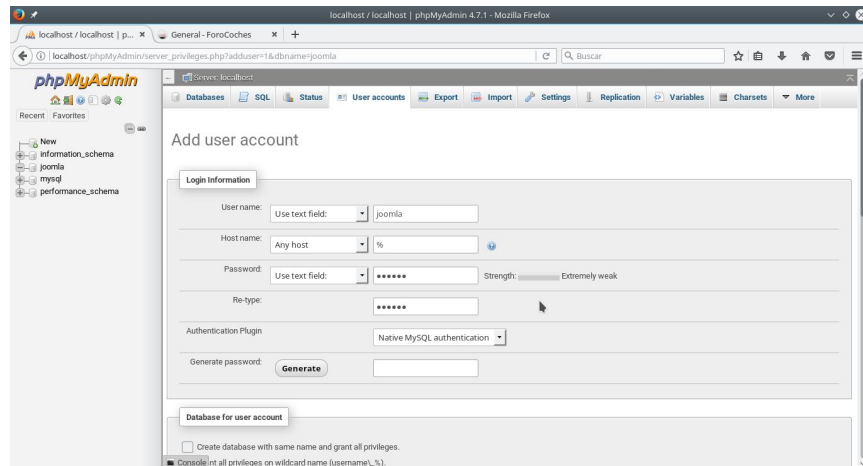 localhost / localhost | phpMyAdmin 4.7.1 - Mozilla Firefox
localhost / localhost | p... × General - ForoCoches × +
localhost/phpMyAdmin/server_privileges.php?adduser=1&dbname=joomla Buscar
phpMyAdmin
Recent Favorites
New
information_schema
joomla
mysql
performance_schema
Server: localhost
Databases SQL Status User accounts Export Import Settings Replication Variables Charsets More
Add user account
Login Information
User name: Use text field: joomla
Host name: Any host %
Password: Use text field: •••••• Strength: Extremely weak
Re-type: ••••••
Authentication Plugin Native MySQL authentication
Generate password: Generate
Database for user account
Create database with same name and grant all privileges.
Console nt all privileges on wildcard name (username\_%).